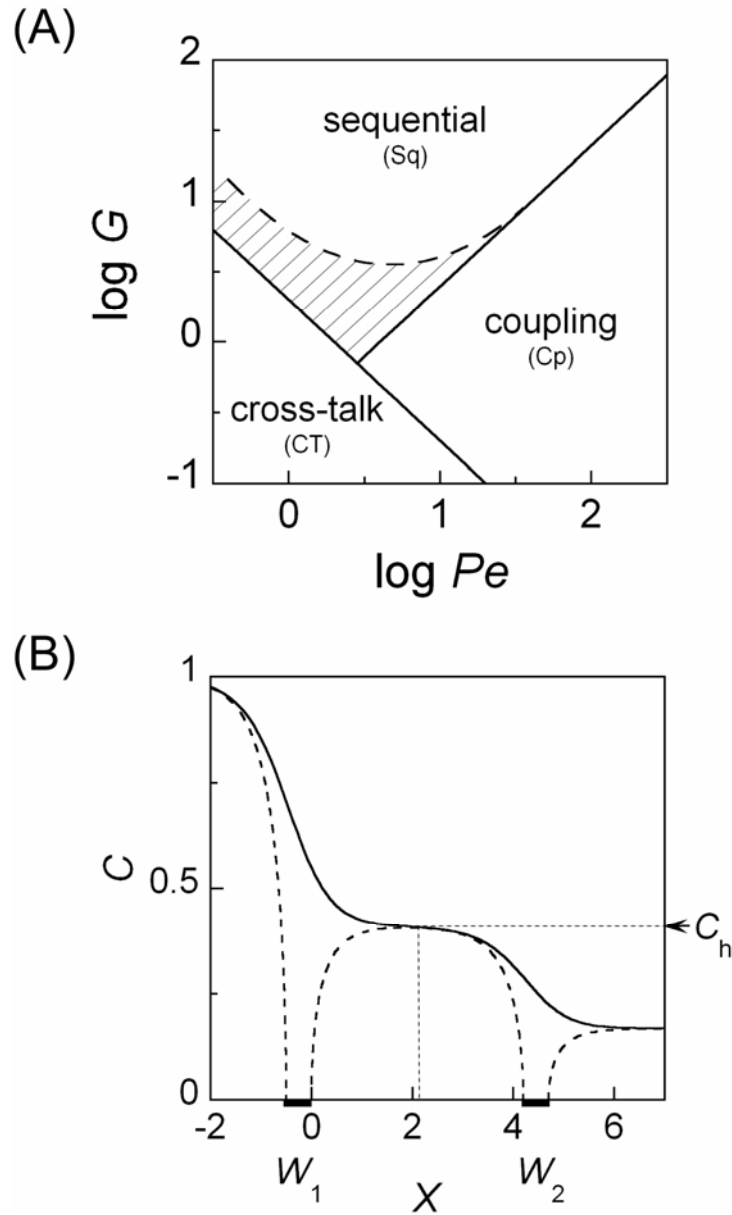 (A)
2
sequential
(Sq)
1
log G
coupling
(Cp)
0
cross-talk
(CT)
-1
0
1
2
log Pe
(B)
1
C
0.5
C_h
0
-2
0
2
4
6
W_1
X
W_2